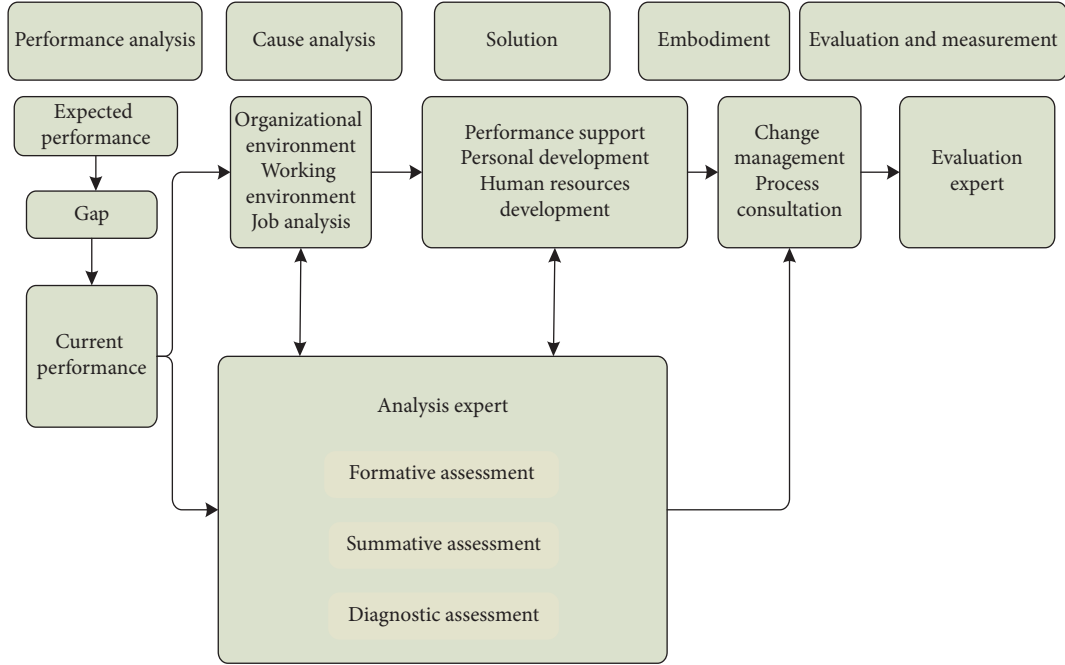 Performance analysis
Cause analysis
Solution
Embodiment
Evaluation and measurement
Expected
performance
Gap
Current
performance
Organizational
environment
Working
environment
Job analysis
Performance support
Personal development
Human resources
development
Change
management
Process
consultation
Evaluation
expert
Analysis expert
Formative assessment
Summative assessment
Diagnostic assessment